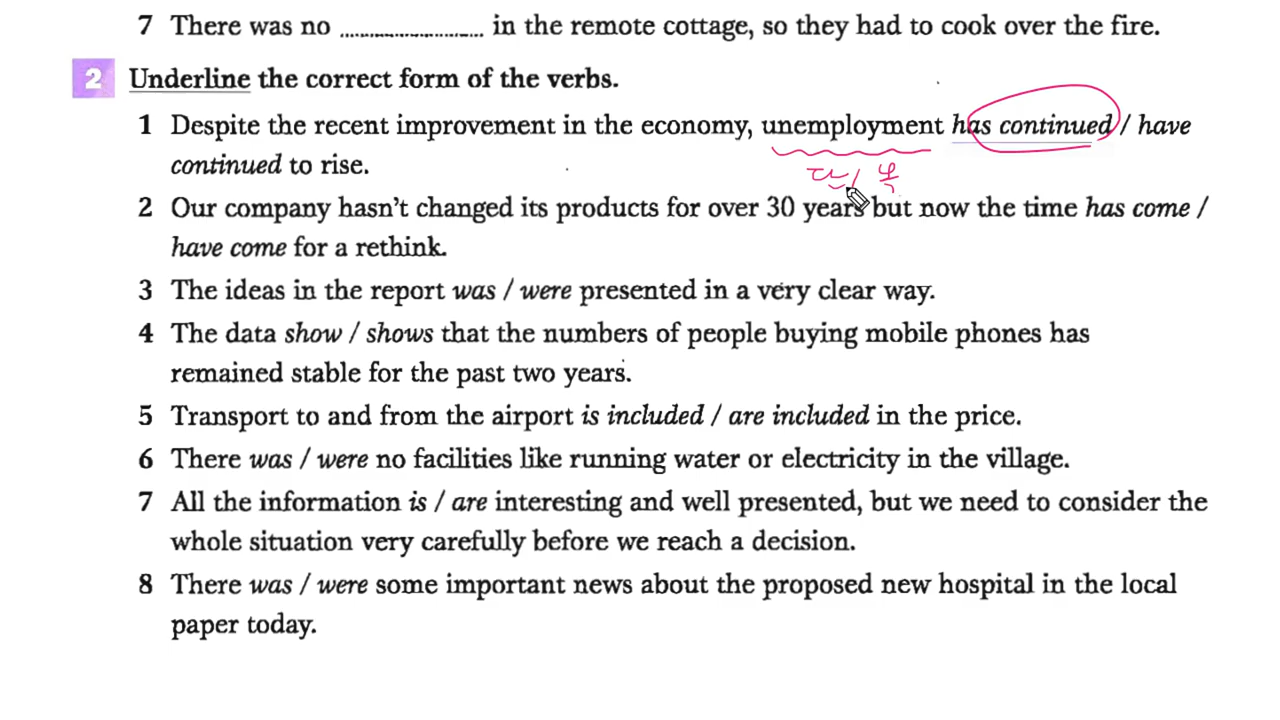 7 There was no ........................ in the remote cottage, so they had to cook over the fire.
2 Underline the correct form of the verbs.
1 Despite the recent improvement in the economy, unemployment has continued / have
continued to rise.
2 Our company hasn't changed its products for over 30 years but now the time has come /
have come for a rethink.
3 The ideas in the report was / were presented in a very clear way.
4 The data show / shows that the numbers of people buying mobile phones has
remained stable for the past two years.
5 Transport to and from the airport is included / are included in the price.
6 There was / were no facilities like running water or electricity in the village.
7 All the information is / are interesting and well presented, but we need to consider the
whole situation very carefully before we reach a decision.
8 There was / were some important news about the proposed new hospital in the local
paper today.